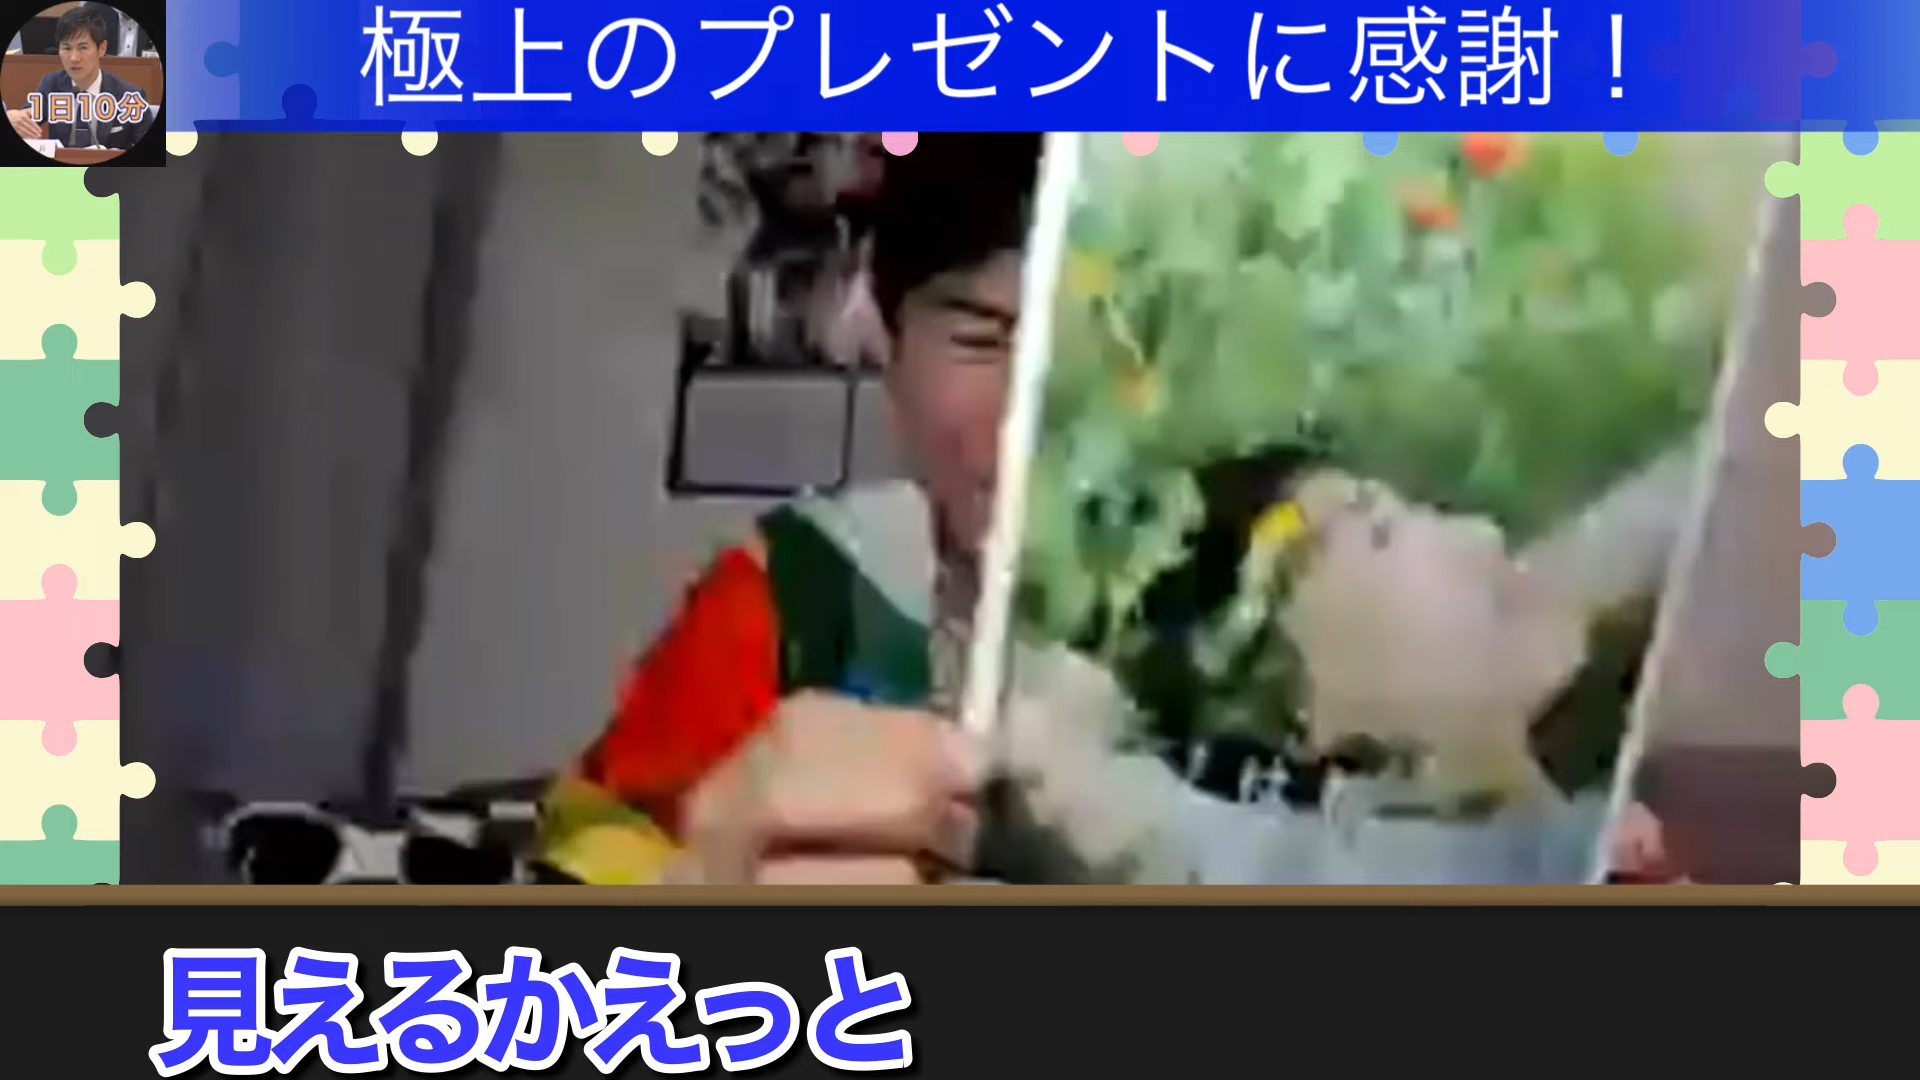 極上のプレゼントに感謝！
1日10分
見えるかえっと